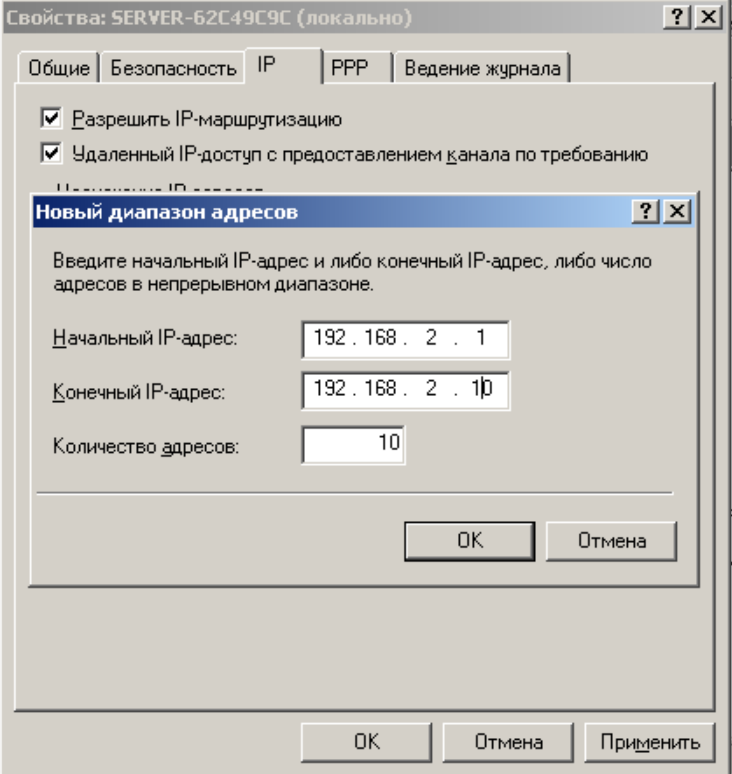 Свойства: SERVER-62C49C9C (локально)
Общие Безопасность IP PPP Ведение журнала
Разрешить IP-маршрутизацию
Удаленный IP-доступ с предоставлением канала по требованию
Новый диапазон адресов
Введите начальный IP-адрес и либо конечный IP-адрес, либо число
адресов в непрерывном диапазоне.
Начальный IP-адрес: 192 . 168 . 2 . 1
Конечный IP-адрес: 192 . 168 . 2 . 10
Количество адресов: 10
OK Отмена
OK Отмена Применить